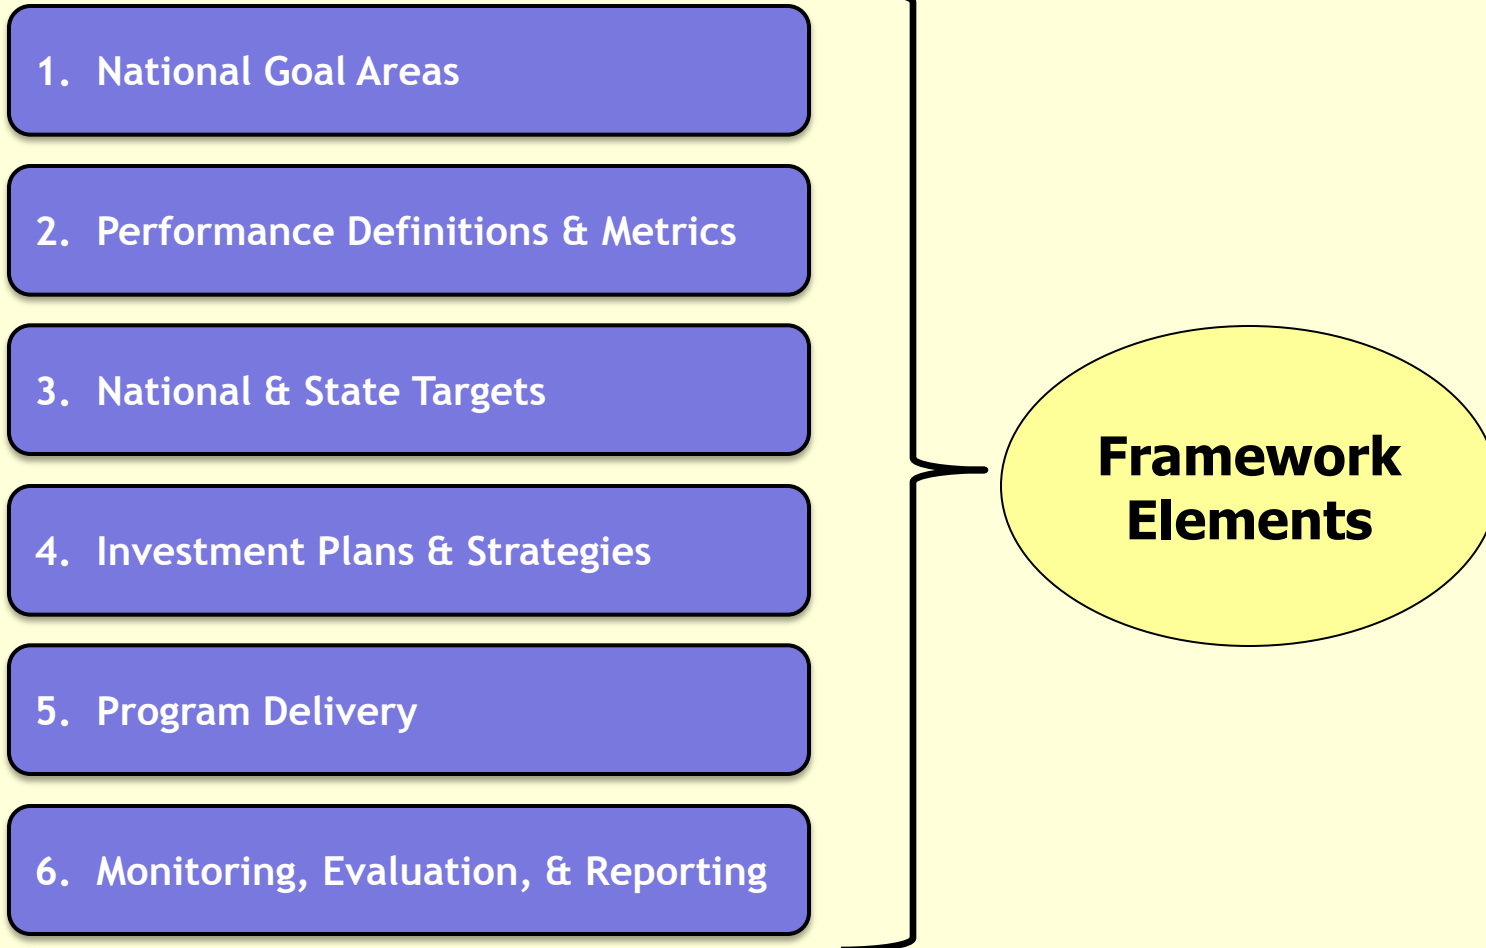 1. National Goal Areas
2. Performance Definitions & Metrics
3. National & State Targets
4. Investment Plans & Strategies
5. Program Delivery
6. Monitoring, Evaluation, & Reporting
Framework
Elements